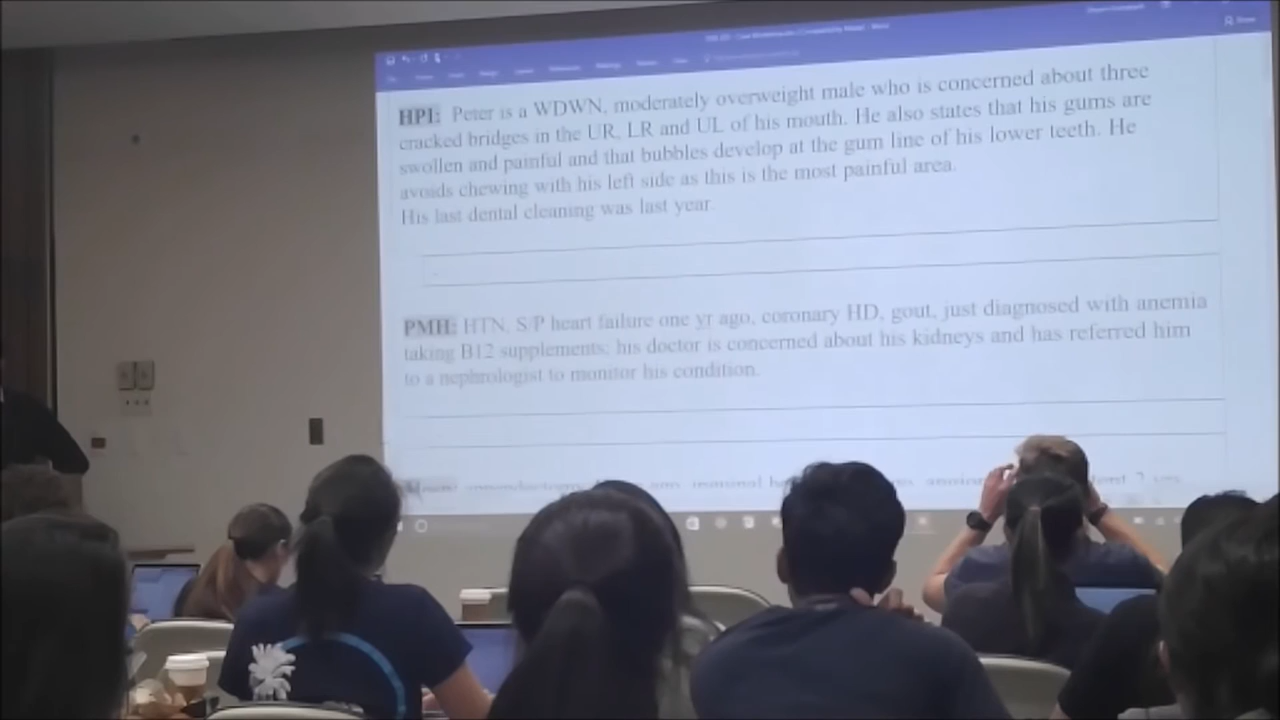 HPI: Peter is a WDWN, moderately overweight male who is concerned about three
cracked bridges in the UR, LR and UL of his mouth. He also states that his gums are
swollen and painful and that bubbles develop at the gum line of his lower teeth. He
avoids chewing with his left side as this is the most painful area.
His last dental cleaning was last year.
PMH: HTN, S/P heart failure one yr ago, coronary HD, gout, just diagnosed with anemia
taking B12 supplements; his doctor is concerned about his kidneys and has referred him
to a nephrologist to monitor his condition.